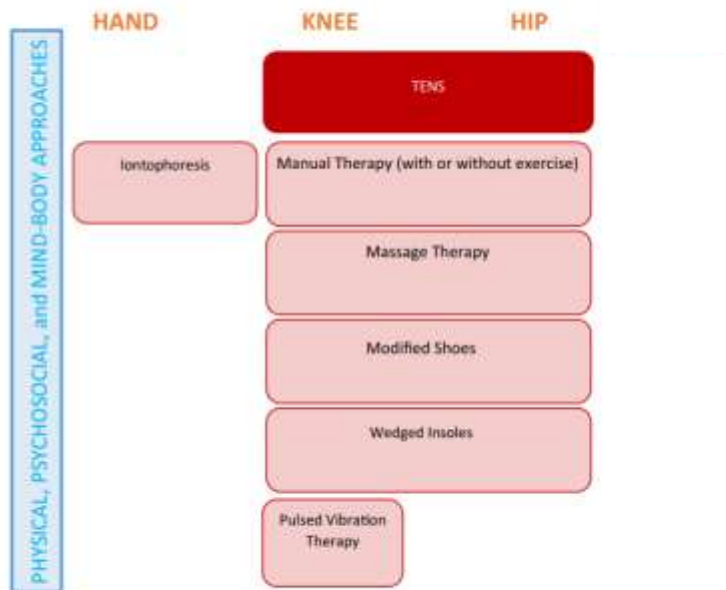 HAND KNEE HIP
PHYSICAL, PSYCHOSOCIAL, and MIND-BODY APPROACHES
TENS
Iontophoresis
Manual Therapy (with or without exercise)
Massage Therapy
Modified Shoes
Wedged Insoles
Pulsed Vibration
Therapy